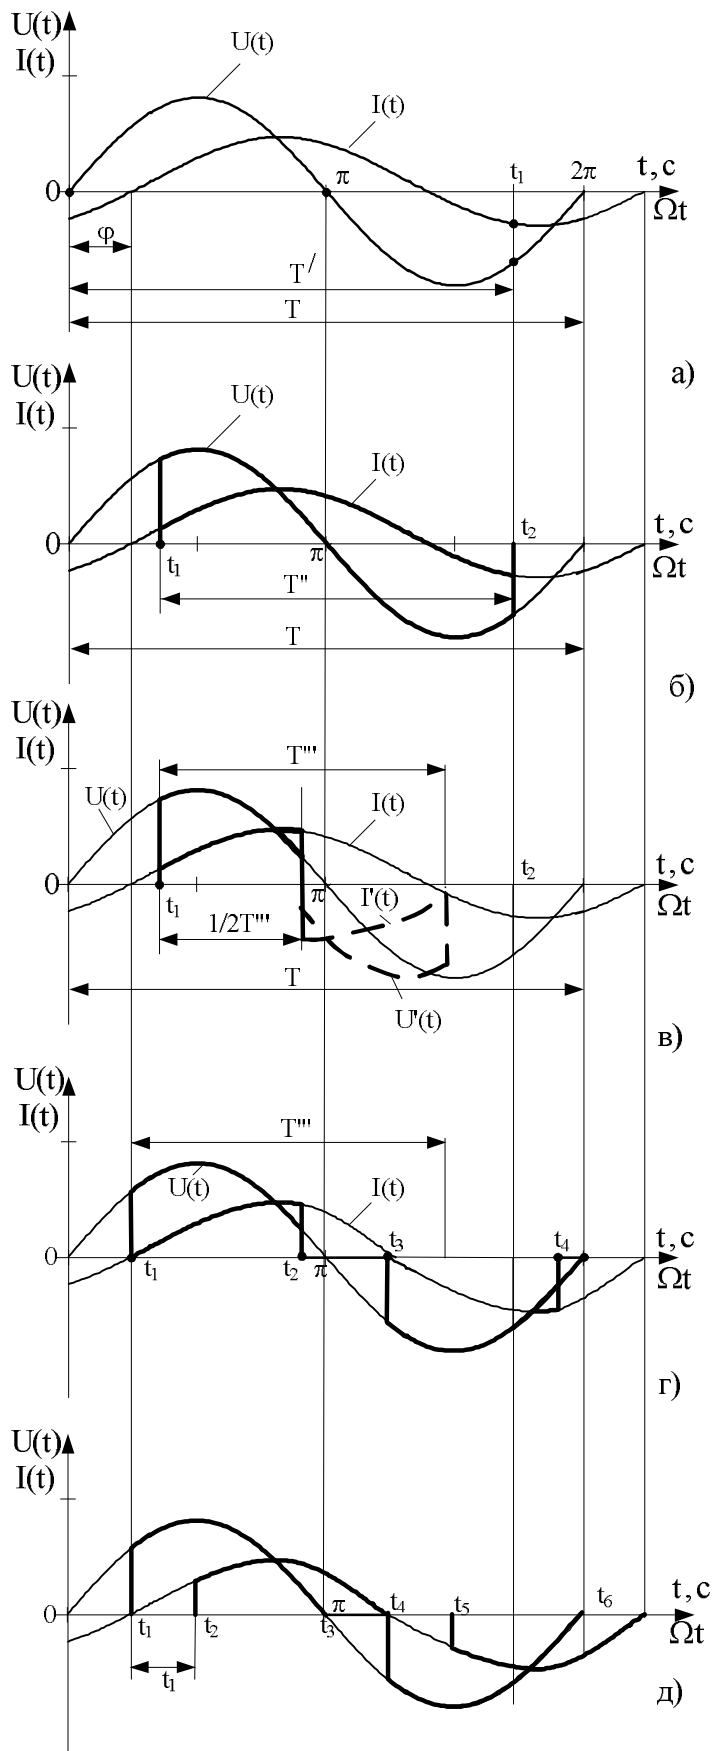 U(t)
I(t)
U(t)
I(t)
0
π
t₁
2π
t, c
Ωt
φ
T/
T
а)
U(t)
I(t)
U(t)
I(t)
0
t₁
π
t₂
t, c
Ωt
T"
T
б)
U(t)
I(t)
T'''
U(t)
I(t)
0
t₁
π
t₂
t, c
Ωt
I'(t)
1/2T'''
T
U'(t)
в)
U(t)
I(t)
T'''
U(t)
I(t)
0
t₁
t₂
π
t₃
t₄
t, c
Ωt
г)
U(t)
I(t)
0
t₁
t₂
t₃
π
t₄
t₅
t₆
t, c
Ωt
t₁
д)